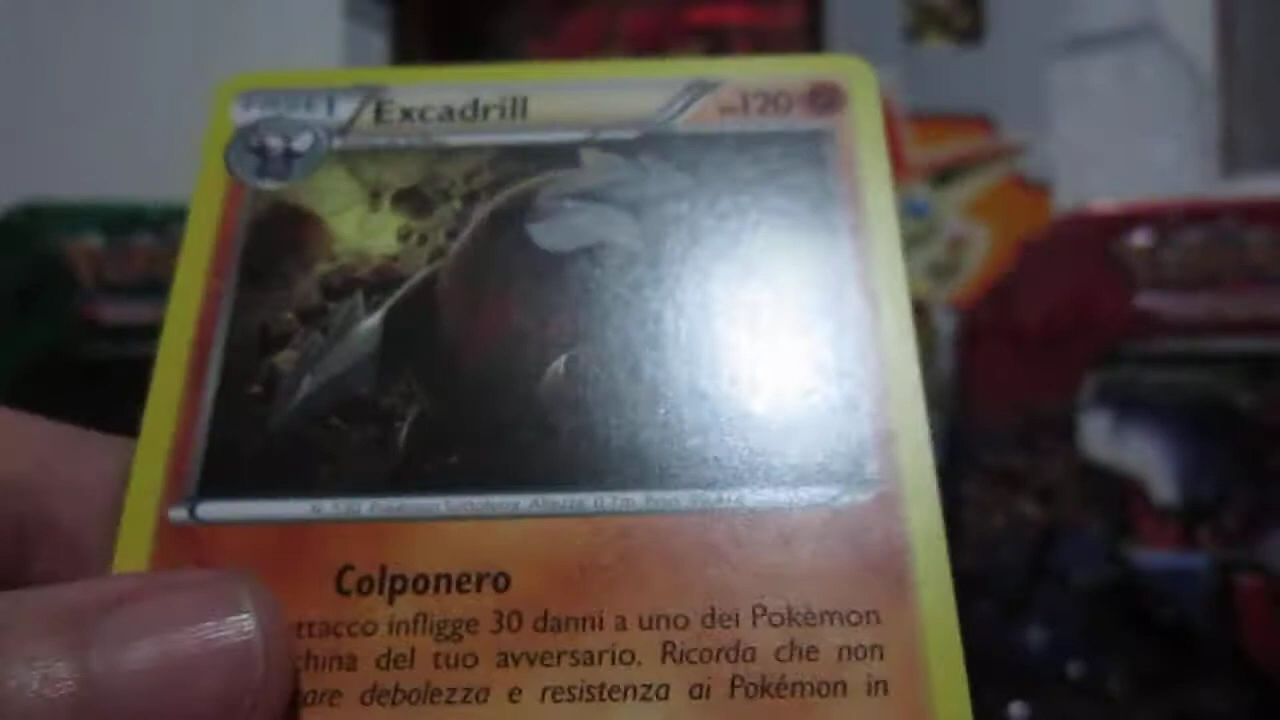 Excadrill
120
Colponero
ttacco infligge 30 danni a uno dei Pokémon
china del tuo avversario. Ricorda che non
are debolezza e resistenza ai Pokémon in